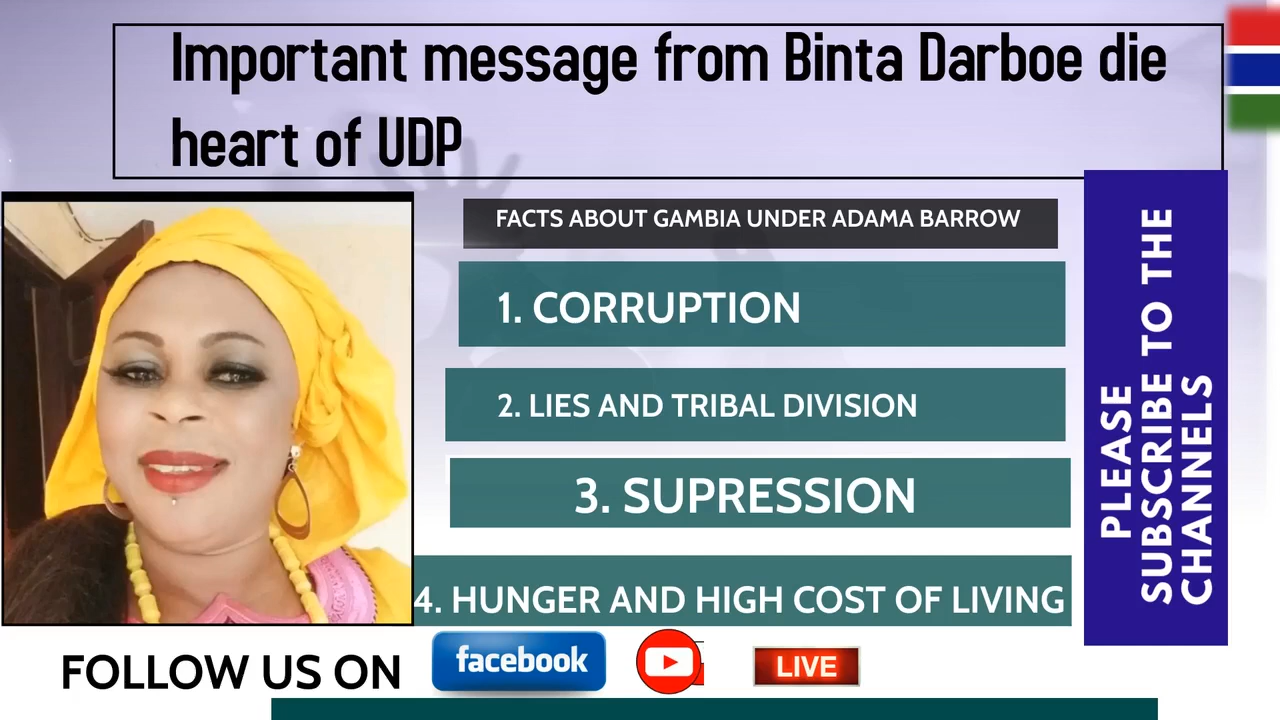 Important message from Binta Darboe die
heart of UDP
FACTS ABOUT GAMBIA UNDER ADAMA BARROW
1. CORRUPTION
2. LIES AND TRIBAL DIVISION
3. SUPRESSION
4. HUNGER AND HIGH COST OF LIVING
PLEASE
SUBSCRIBE TO THE
CHANNELS
FOLLOW US ON
facebook
LIVE